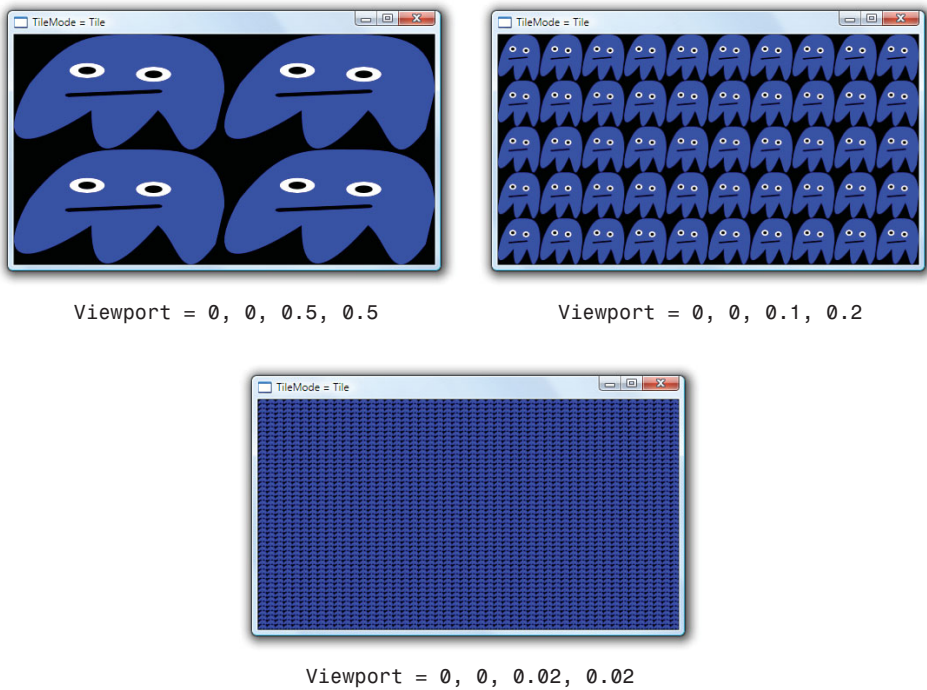 TileMode = Tile
TileMode = Tile
Viewport = 0, 0, 0.5, 0.5
Viewport = 0, 0, 0.1, 0.2
TileMode = Tile
Viewport = 0, 0, 0.02, 0.02